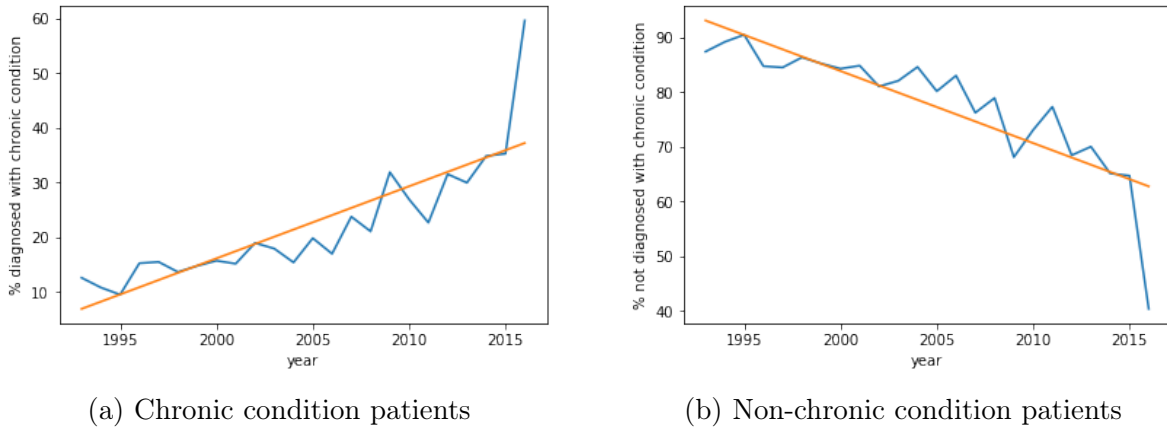 % diagnosed with chronic condition
60
50
40
30
20
10
1995 2000 2005 2010 2015
year
(a) Chronic condition patients
% not diagnosed with chronic condition
90
80
70
60
50
40
1995 2000 2005 2010 2015
year
(b) Non-chronic condition patients